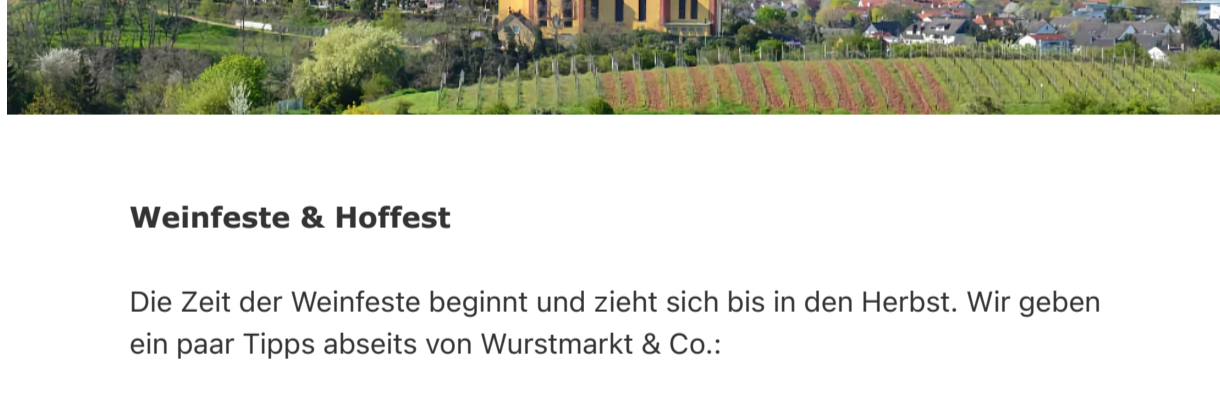 Weinfeste & Hoffest
Die Zeit der Weinfeste beginnt und zieht sich bis in den Herbst. Wir geben
ein paar Tipps abseits von Wurstmarkt & Co.: